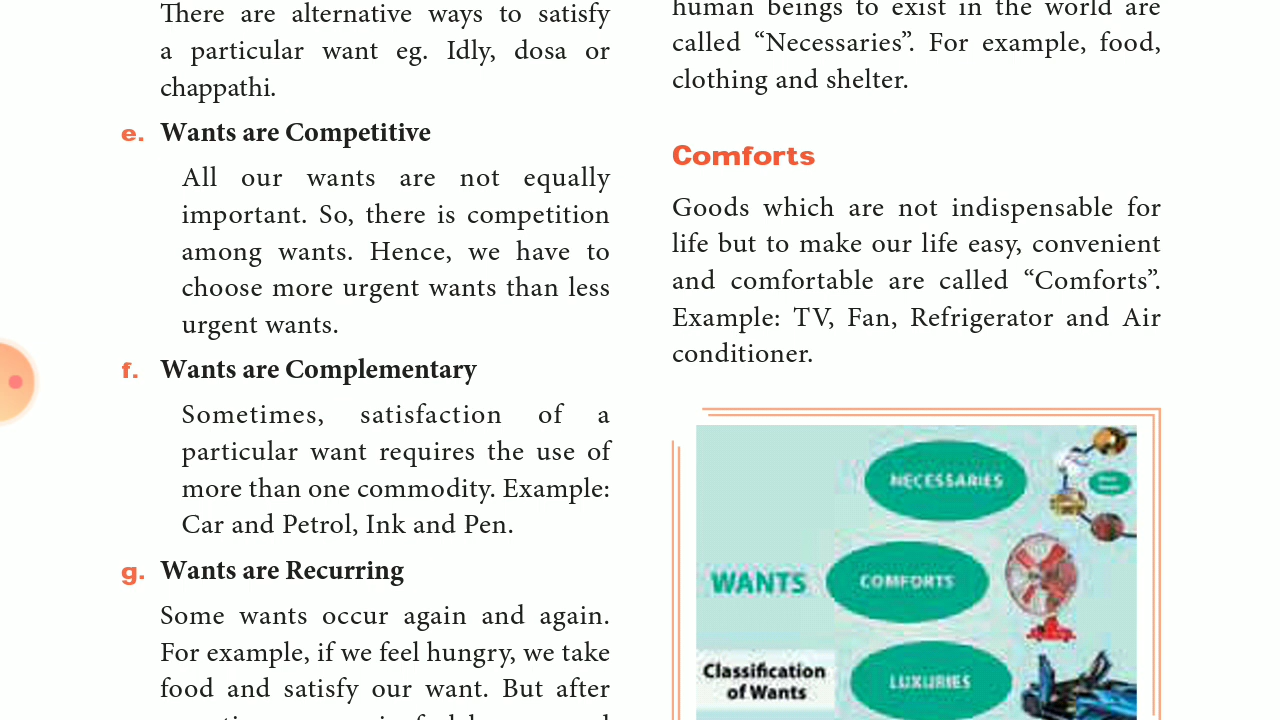 There are alternative ways to satisfy
a particular want eg. Idly, dosa or
chappathi.
e. Wants are Competitive
All our wants are not equally
important. So, there is competition
among wants. Hence, we have to
choose more urgent wants than less
urgent wants.
f. Wants are Complementary
Sometimes, satisfaction of a
particular want requires the use of
more than one commodity. Example:
Car and Petrol, Ink and Pen.
g. Wants are Recurring
Some wants occur again and again.
For example, if we feel hungry, we take
food and satisfy our want. But after
human beings to exist in the world are
called “Necessaries”. For example, food,
clothing and shelter.
Comforts
Goods which are not indispensable for
life but to make our life easy, convenient
and comfortable are called “Comforts”.
Example: TV, Fan, Refrigerator and Air
conditioner.
NECESSARIES
WANTS
COMFORTS
Classification
of Wants
LUXURIES